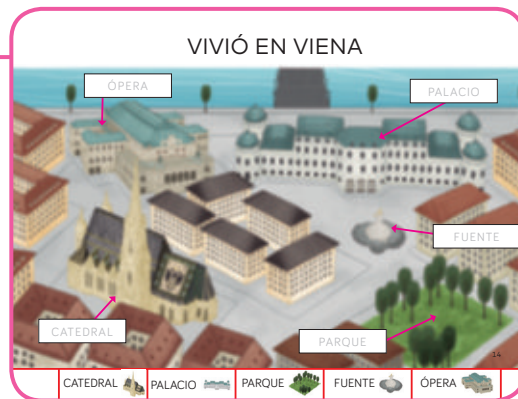 VIVIÓ EN VIENA
ÓPERA
PALACIO
FUENTE
CATEDRAL
PARQUE
14
CATEDRAL PALACIO PARQUE FUENTE ÓPERA